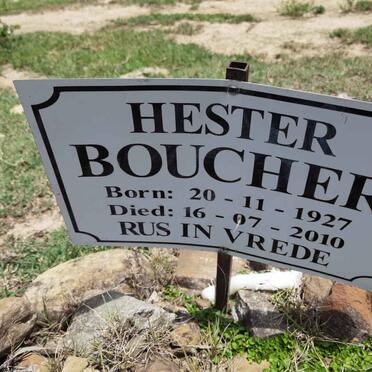 HESTER
BOUCHER
Born: 20 - 11 - 1927
Died: 16 - 07 - 2010
RUS IN VREDE